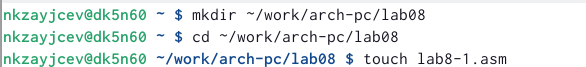 nkzayjcev@dk5n60 ~ $ mkdir ~/work/arch-pc/lab08
nkzayjcev@dk5n60 ~ $ cd ~/work/arch-pc/lab08
nkzayjcev@dk5n60 ~/work/arch-pc/lab08 $ touch lab8-1.asm